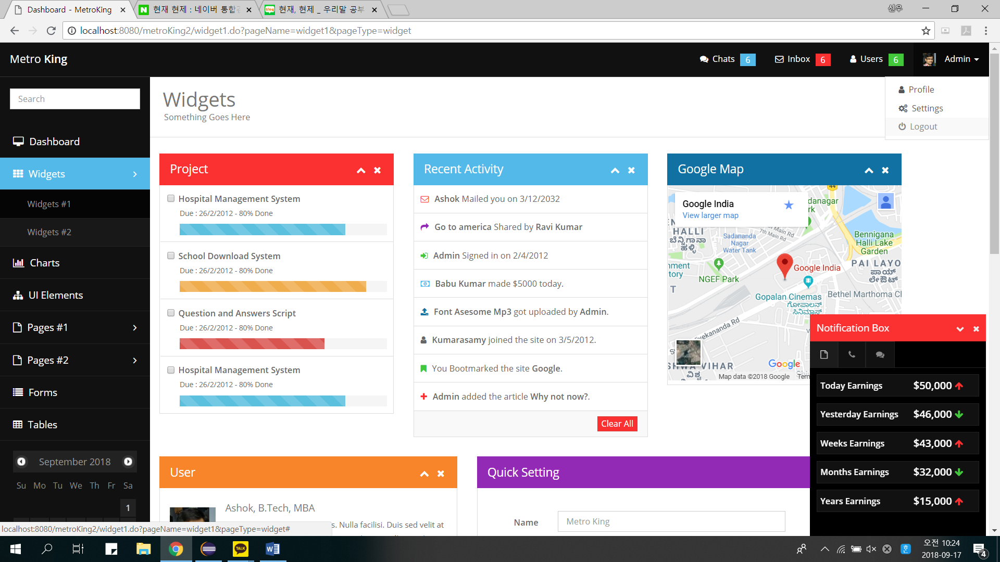 Dashboard - MetroKing
현재 현제 : 네이버 통합검
현재, 현제 _ 우리말 공부
신우
localhost:8080/metroKing2/widget1.do?pageName=widget1&pageType=widget
Metro King
Chats 6
Inbox 6
Users 6
Admin
Profile
Settings
Logout
Search
Dashboard
Widgets
Widgets #1
Widgets #2
Charts
UI Elements
Pages #1
Pages #2
Forms
Tables
September 2018
Su Mo Tu We Th Fr Sa
1
Widgets
Something Goes Here
Project
Hospital Management System
Due : 26/2/2012 - 80% Done
School Download System
Due : 26/2/2012 - 80% Done
Question and Answers Script
Due : 26/2/2012 - 80% Done
Hospital Management System
Due : 26/2/2012 - 80% Done
Recent Activity
Ashok Mailed you on 3/12/2032
Go to america Shared by Ravi Kumar
Admin Signed in on 2/4/2012
Babu Kumar made $5000 today.
Font Asesome Mp3 got uploaded by Admin.
Kumarasamy joined the site on 3/5/2012.
You Bootmarked the site Google.
Admin added the article Why not now?.
Clear All
Google Map
Google India
View larger map
44
danagar
rk
HALLI
ಬೆನ್ನಿಗಾನಾ
ಹಳ್ಳಿ
7th Main Rd
Main Rd
Sadananda
Nagar
Water Tank
Bennigana
Halli Lake
Garden
nment
tory
NGEF Park
T
Google India
PAI LAYO
ಪಾಯ್
ಲೇಔಟ್
Gopalan Cinemas
ಗೋಪಾಲನ್
ಸಿನಿಮಾಸ್
Bethel Marthoma Ch
vekananda Rd
VIHAR
Google
Map data ©2018 Google
Notification Box
Today Earnings $50,000
Yesterday Earnings $46,000
Weeks Earnings $43,000
Months Earnings $32,000
Years Earnings $15,000
User
Ashok, B.Tech, MBA
s. Nulla facilisi. Duis sed velit at
Quick Setting
Name
Metro King
localhost:8080/metroKing2/widget1.do?pageName=widget1&pageType=widget#
TALK
오전 10:24
2018-09-17
4